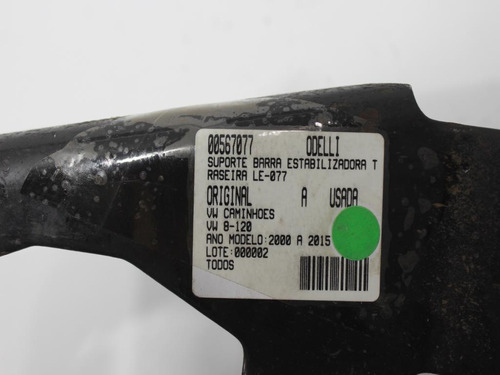 00567077 ODELLI
SUPORTE BARRA ESTABILIZADORA T
RASEIRA LE-077
ORIGINAL A USADA
VW CAMINHOES
VW 8-120
ANO MODELO:2000 A 2015
LOTE:000002
TODOS